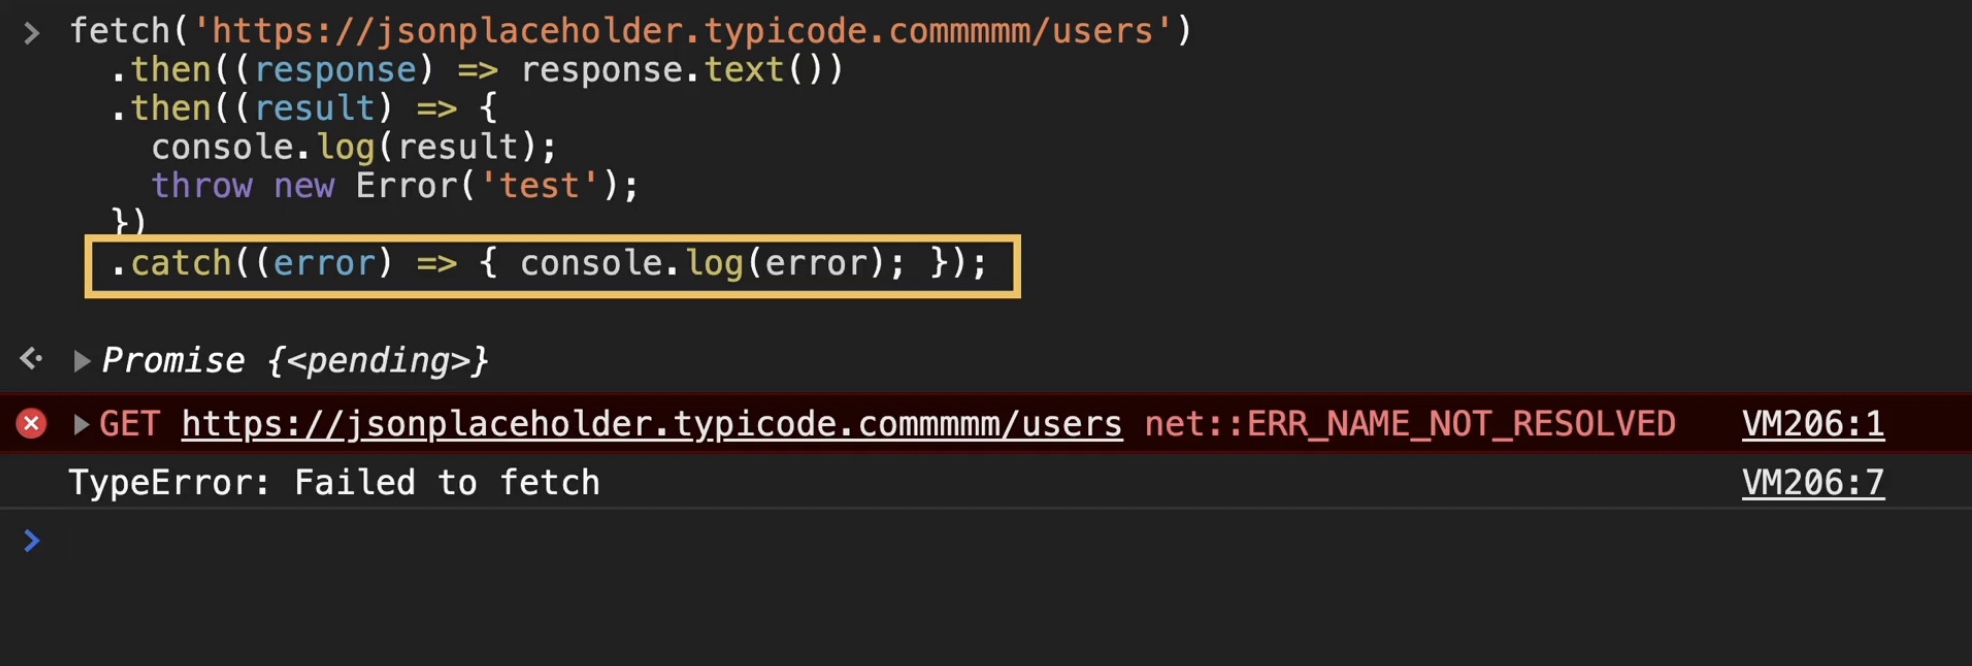 > fetch('https://jsonplaceholder.typicode.commmmm/users')
.then((response) => response.text())
.then((result) => {
console.log(result);
throw new Error('test');
})
.catch((error) => { console.log(error); });
Promise {<pending>}
GET https://jsonplaceholder.typicode.commmmm/users net::ERR_NAME_NOT_RESOLVED VM206:1
TypeError: Failed to fetch VM206:7
>